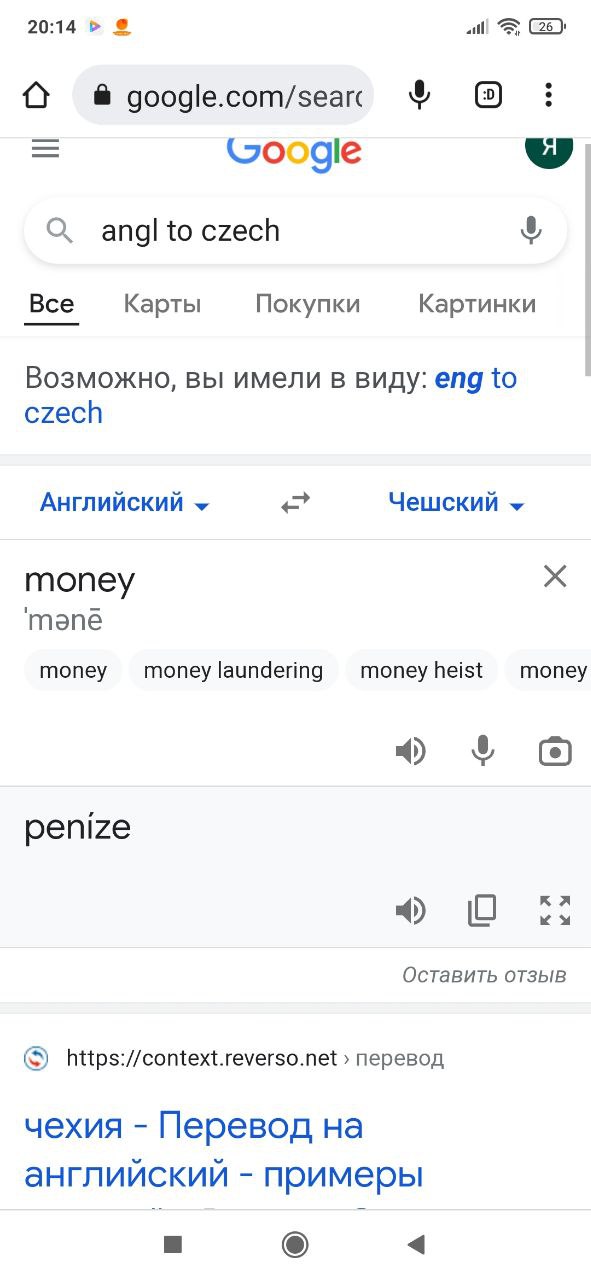 20:14
26
google.com/searc
:D
Google
Я
angl to czech
Все Карты Покупки Картинки
Возможно, вы имели в виду: eng to
czech
Английский Чешский
money
ˈmənē
money money laundering money heist money
peníze
Оставить отзыв
https://context.reverso.net › перевод
чехия - Перевод на
английский - примеры